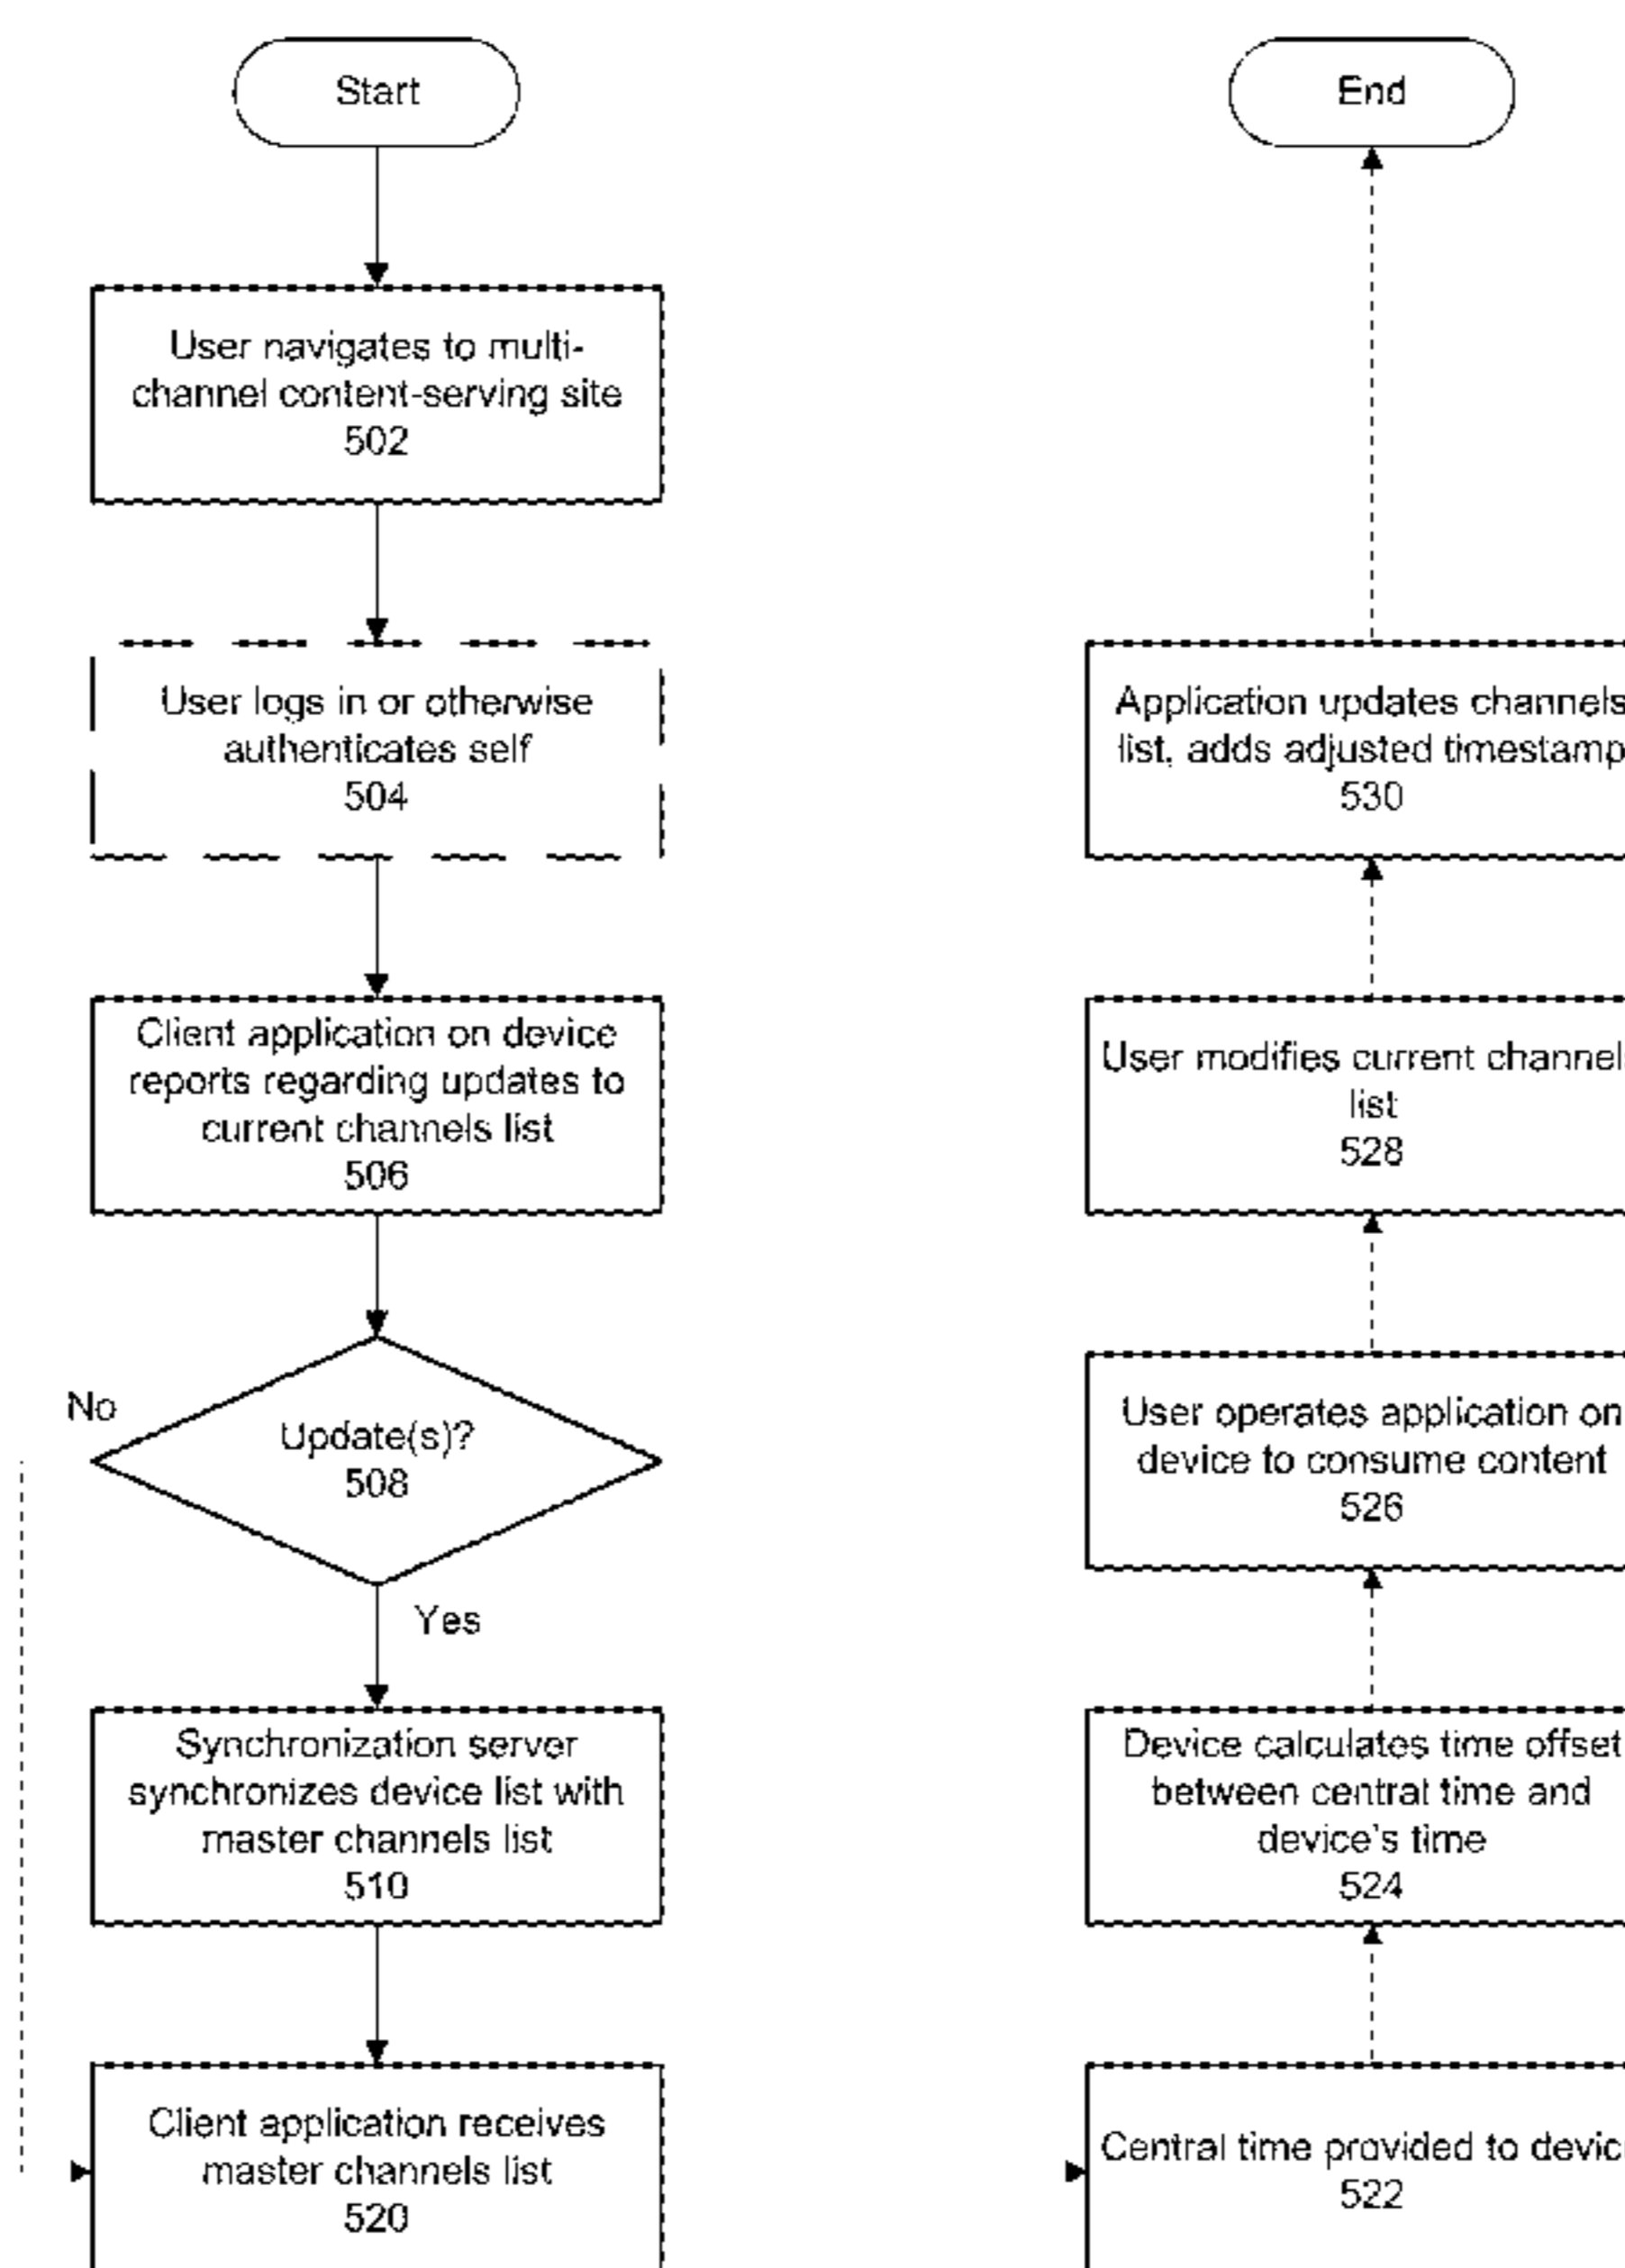 Start
User navigates to multi-
channel content-serving site
502
User logs in or otherwise
authenticates self
504
Client application on device
reports regarding updates to
current channels list
506
No
Update(s)?
508
Yes
Synchronization server
synchronizes device list with
master channels list
510
Client application receives
master channels list
520
End
Application updates channels
list, adds adjusted timestamp
530
User modifies current channels
list
528
User operates application on
device to consume content
526
Device calculates time offset
between central time and
device's time
524
Central time provided to device
522